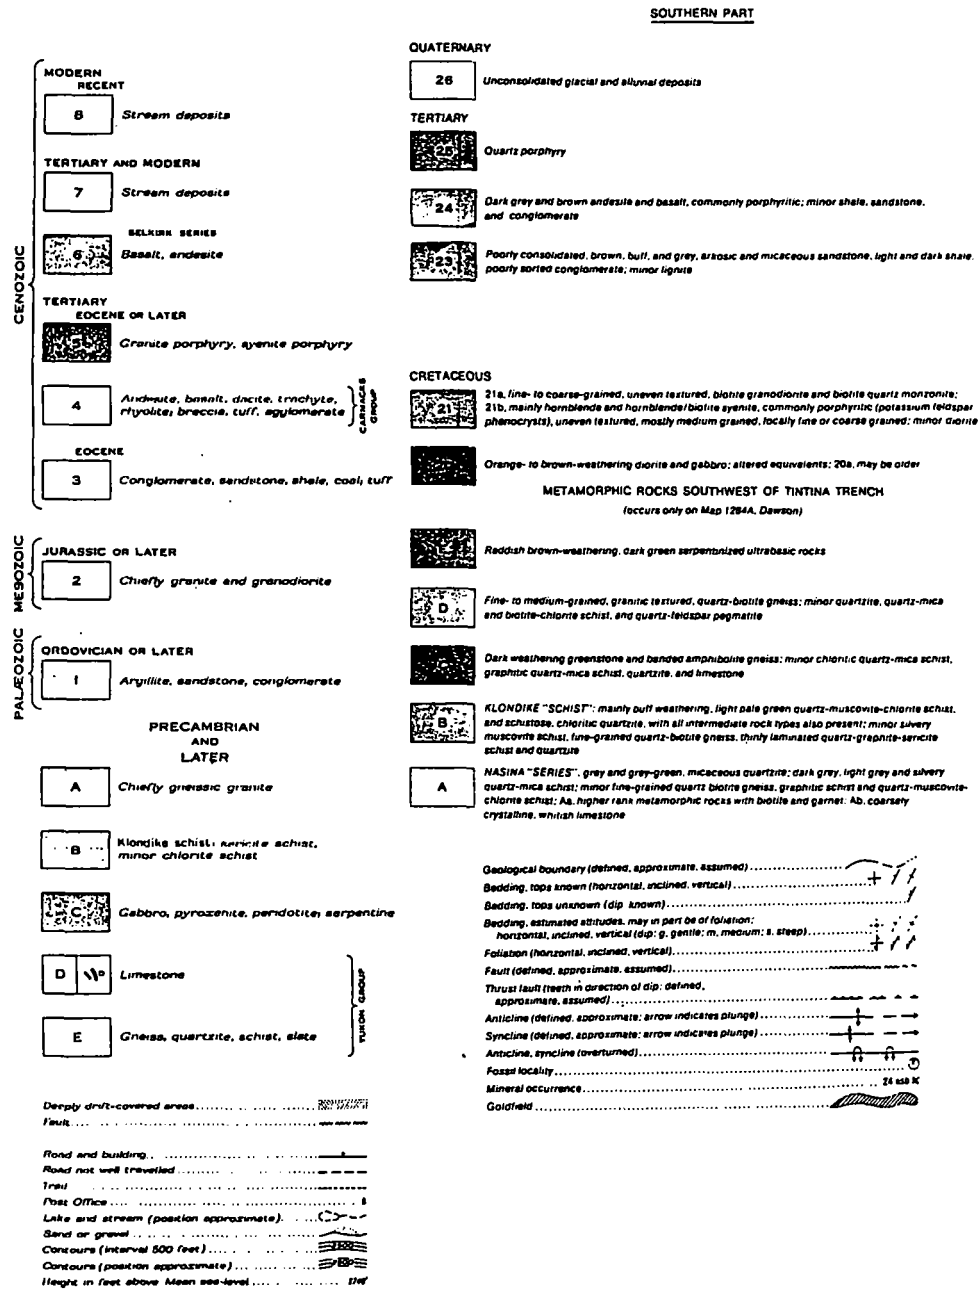 SOUTHERN PART
CENOZOIC
MODERN
RECENT
8 Stream deposits
TERTIARY AND MODERN
7 Stream deposits
SELKIRK SERIES
6 Basalt, andesite
TERTIARY
EOCENE OR LATER
5 Granite porphyry, syenite porphyry
4 Andesite, basalt, dacite, trachyte,
rhyolite; breccia, tuff, agglomerate
CARMACKS GROUP
EOCENE
3 Conglomerate, sandstone, shale, coal, tuff
MESOZOIC
JURASSIC OR LATER
2 Chiefly granite and granodiorite
PALÆOZOIC
ORDOVICIAN OR LATER
1 Argillite, sandstone, conglomerate
PRECAMBRIAN
AND
LATER
A Chiefly gneissic granite
B Klondike schist; sericite schist,
minor chlorite schist
C Gabbro, pyroxenite, peridotite, serpentine
D Limestone
E Gneiss, quartzite, schist, slate
YUKON GROUP
Deeply drift-covered areas
Fault
Road and building
Road not well travelled
Trail
Post Office
Lake and stream (position approximate)
Sand or gravel
Contours (interval 500 feet)
Contours (position approximate)
Height in feet above Mean sea-level
QUATERNARY
26 Unconsolidated glacial and alluvial deposits
TERTIARY
25 Quartz porphyry
24 Dark grey and brown andesite and basalt, commonly porphyritic; minor shale, sandstone,
and conglomerate
23 Poorly consolidated, brown, buff, and grey, arkosic and micaceous sandstone, light and dark shale,
poorly sorted conglomerate; minor lignite
CRETACEOUS
21 21a, fine- to coarse-grained, uneven textured, biotite granodiorite and biotite quartz monzonite;
21b, mainly hornblende and hornblende/biotite syenite, commonly porphyritic (potassium feldspar
phenocrysts), uneven textured, mostly medium grained, locally fine or coarse grained; minor diorite
Orange- to brown-weathering diorite and gabbro; altered equivalents; 20a, may be older
METAMORPHIC ROCKS SOUTHWEST OF TINTINA TRENCH
(occurs only on Map 1284A, Dawson)
Reddish brown-weathering, dark green serpentinized ultrabasic rocks
D Fine- to medium-grained, granitic textured, quartz-biotite gneiss; minor quartzite, quartz-mica
and biotite-chlorite schist, and quartz-feldspar pegmatite
Dark weathering greenstone and banded amphibolite gneiss; minor chloritic quartz-mica schist,
graphitic quartz-mica schist, quartzite, and limestone
B KLONDIKE "SCHIST": mainly buff weathering, light pale green quartz-muscovite-chlorite schist,
and schistose, chloritic quartzite, with all intermediate rock types also present; minor silvery
muscovite schist, fine-grained quartz-biotite gneiss, thinly laminated quartz-graphite-sericite
schist and quartzite
A NASINA "SERIES", grey and grey-green, micaceous quartzite; dark grey, light grey and silvery
quartz-mica schist; minor fine-grained quartz biotite gneiss, graphitic schist and quartz-muscovite-
chlorite schist; Aa, higher rank metamorphic rocks with biotite and garnet; Ab, coarsely
crystalline, whitish limestone
Geological boundary (defined, approximate, assumed)
Bedding, tops known (horizontal, inclined, vertical)
Bedding, tops unknown (dip known)
Bedding, estimated attitudes, may in part be of foliation;
horizontal, inclined, vertical (dip: g, gentle; m, medium; s, steep)
Foliation (horizontal, inclined, vertical)
Fault (defined, approximate, assumed)
Thrust fault (teeth in direction of dip; defined,
approximate, assumed)
Anticline (defined, approximate; arrow indicates plunge)
Syncline (defined, approximate; arrow indicates plunge)
Anticline, syncline (overturned)
Fossil locality
Mineral occurrence
Goldfield